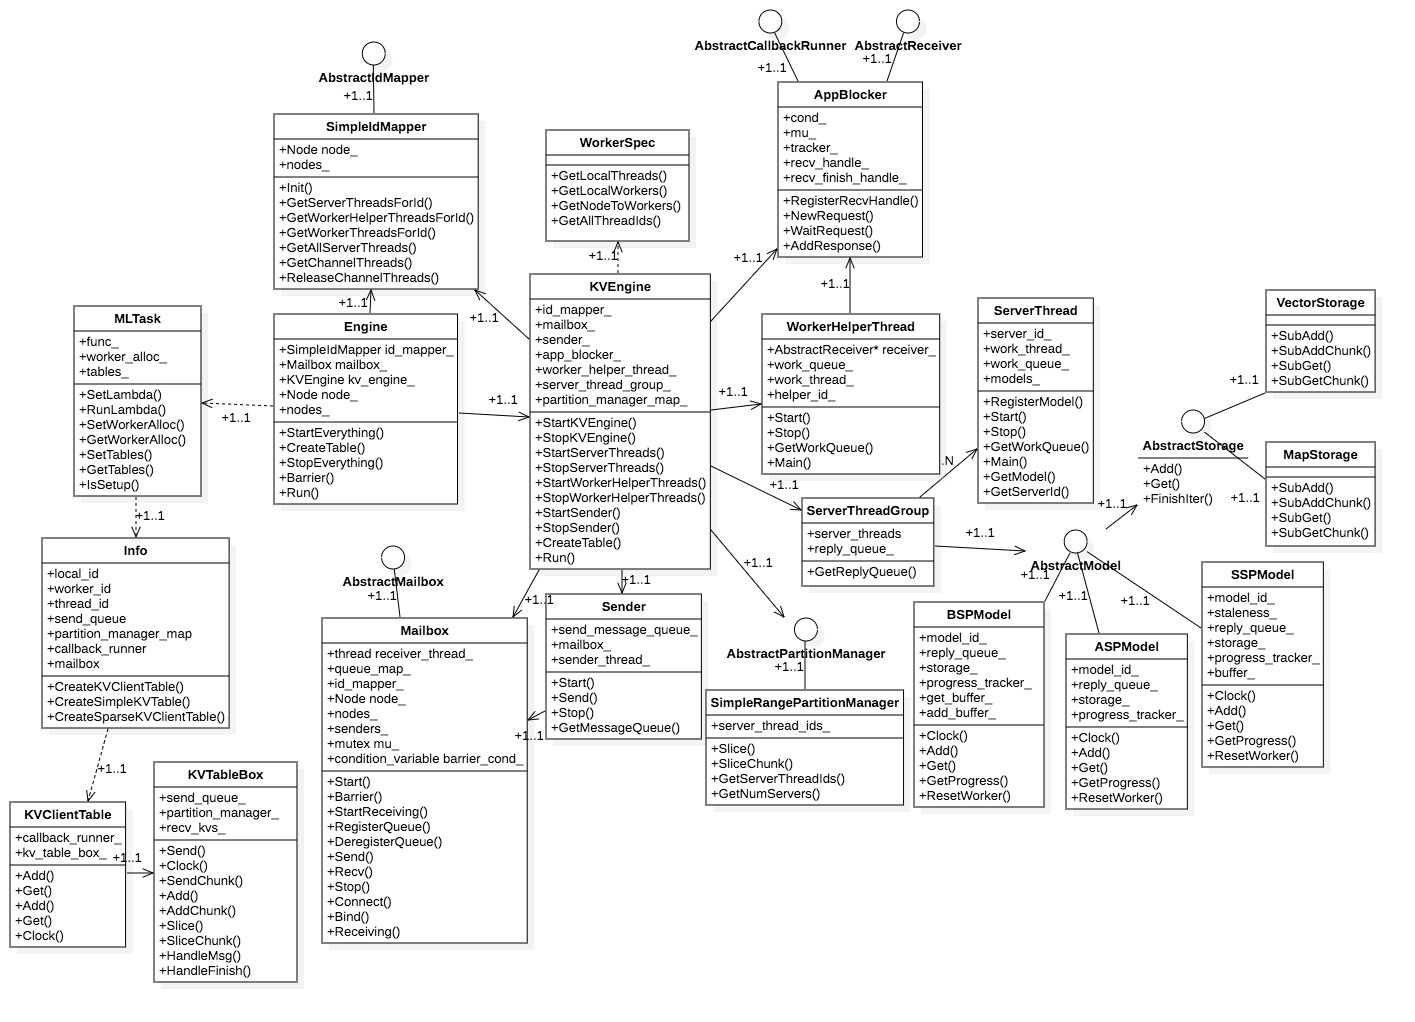 AbstractCallbackRunner
AbstractReceiver
+1..1
+1..1
AbstractIdMapper
+1..1
AppBlocker
+cond_
+mu_
+tracker_
+recv_handle_
+recv_finish_handle_
+RegisterRecvHandle()
+NewRequest()
+WaitRequest()
+AddResponse()
SimpleIdMapper
+Node node_
+nodes_
+Init()
+GetServerThreadsForId()
+GetWorkerHelperThreadsForId()
+GetWorkerThreadsForId()
+GetAllServerThreads()
+GetChannelThreads()
+ReleaseChannelThreads()
WorkerSpec
+GetLocalThreads()
+GetLocalWorkers()
+GetNodeToWorkers()
+GetAllThreadIds()
+1..1
+1..1
+1..1
+1..1
+1..1
KVEngine
+id_mapper_
+mailbox_
+sender_
+app_blocker_
+worker_helper_thread_
+server_thread_group_
+partition_manager_map_
+StartKVEngine()
+StopKVEngine()
+StartServerThreads()
+StopServerThreads()
+StartWorkerHelperThreads()
+StopWorkerHelperThreads()
+StartSender()
+StopSender()
+CreateTable()
+Run()
MLTask
+func_
+worker_alloc_
+tables_
+SetLambda()
+RunLambda()
+SetWorkerAlloc()
+GetWorkerAlloc()
+SetTables()
+GetTables()
+IsSetup()
Engine
+SimpleIdMapper id_mapper_
+Mailbox mailbox_
+KVEngine kv_engine_
+Node node_
+nodes_
+StartEverything()
+CreateTable()
+StopEverything()
+Barrier()
+Run()
WorkerHelperThread
+AbstractReceiver* receiver_
+work_queue_
+work_thread_
+helper_id_
+Start()
+Stop()
+GetWorkQueue()
+Main()
ServerThread
+server_id_
+work_thread_
+work_queue_
+models_
+RegisterModel()
+Start()
+Stop()
+GetWorkQueue()
+Main()
+GetModel()
+GetServerId()
VectorStorage
+SubAdd()
+SubAddChunk()
+SubGet()
+SubGetChunk()
+1..1
+1..1
+1..1
+1..1
AbstractStorage
+Add()
+Get()
+FinishIter()
MapStorage
+SubAdd()
+SubAddChunk()
+SubGet()
+SubGetChunk()
.N
+1..1
+1..1
+1..1
+1..1
ServerThreadGroup
+server_threads
+reply_queue_
+GetReplyQueue()
+1..1
AbstractModel
+1..1
+1..1
+1..1
Info
+local_id
+worker_id
+thread_id
+send_queue
+partition_manager_map
+callback_runner
+mailbox
+CreateKVClientTable()
+CreateSimpleKVTable()
+CreateSparseKVClientTable()
AbstractMailbox
+1..1
+1..1
+1..1
+1..1
Sender
+send_message_queue_
+mailbox_
+sender_thread_
+Start()
+Send()
+Stop()
+GetMessageQueue()
Mailbox
+thread receiver_thread_
+queue_map_
+id_mapper_
+Node node_
+nodes_
+senders_
+mutex mu_
+condition_variable barrier_cond_
+Start()
+Barrier()
+StartReceiving()
+RegisterQueue()
+DeregisterQueue()
+Send()
+Recv()
+Stop()
+Connect()
+Bind()
+Receiving()
+1..1
AbstractPartitionManager
+1..1
SimpleRangePartitionManager
+server_thread_ids_
+Slice()
+SliceChunk()
+GetServerThreadIds()
+GetNumServers()
BSPModel
+model_id_
+reply_queue_
+storage_
+progress_tracker_
+get_buffer_
+add_buffer_
+Clock()
+Add()
+Get()
+GetProgress()
+ResetWorker()
ASPModel
+model_id_
+reply_queue_
+storage_
+progress_tracker_
+Clock()
+Add()
+Get()
+GetProgress()
+ResetWorker()
SSPModel
+model_id_
+staleness_
+reply_queue_
+storage_
+progress_tracker_
+buffer_
+Clock()
+Add()
+Get()
+GetProgress()
+ResetWorker()
+1..1
KVClientTable
+callback_runner_
+kv_table_box_
+Add()
+Get()
+Add()
+Get()
+Clock()
+1..1
KVTableBox
+send_queue_
+partition_manager_
+recv_kvs_
+Send()
+Clock()
+SendChunk()
+Add()
+AddChunk()
+Slice()
+SliceChunk()
+HandleMsg()
+HandleFinish()